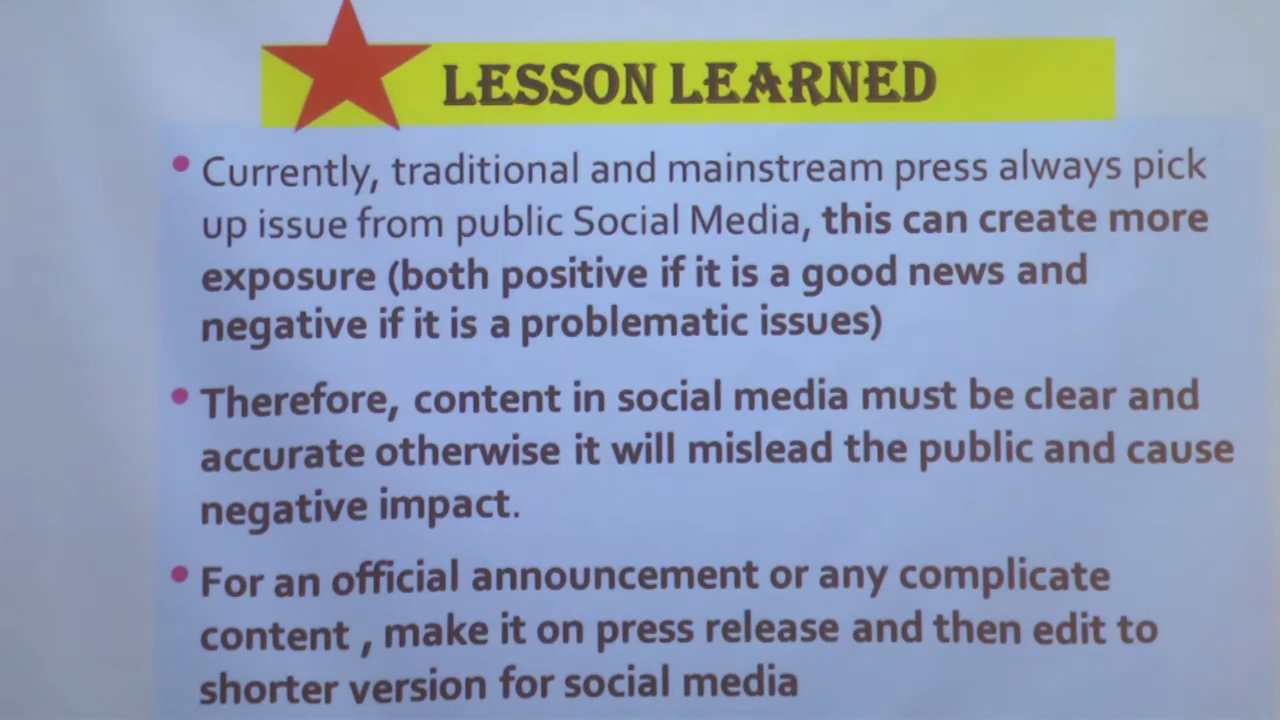 LESSON LEARNED
• Currently, traditional and mainstream press always pick
up issue from public Social Media, this can create more
exposure (both positive if it is a good news and
negative if it is a problematic issues)
• Therefore, content in social media must be clear and
accurate otherwise it will mislead the public and cause
negative impact.
• For an official announcement or any complicate
content , make it on press release and then edit to
shorter version for social media